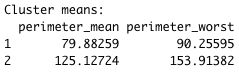 Cluster means:
perimeter_mean perimeter_worst
1 79.88259 90.25595
2 125.12724 153.91382